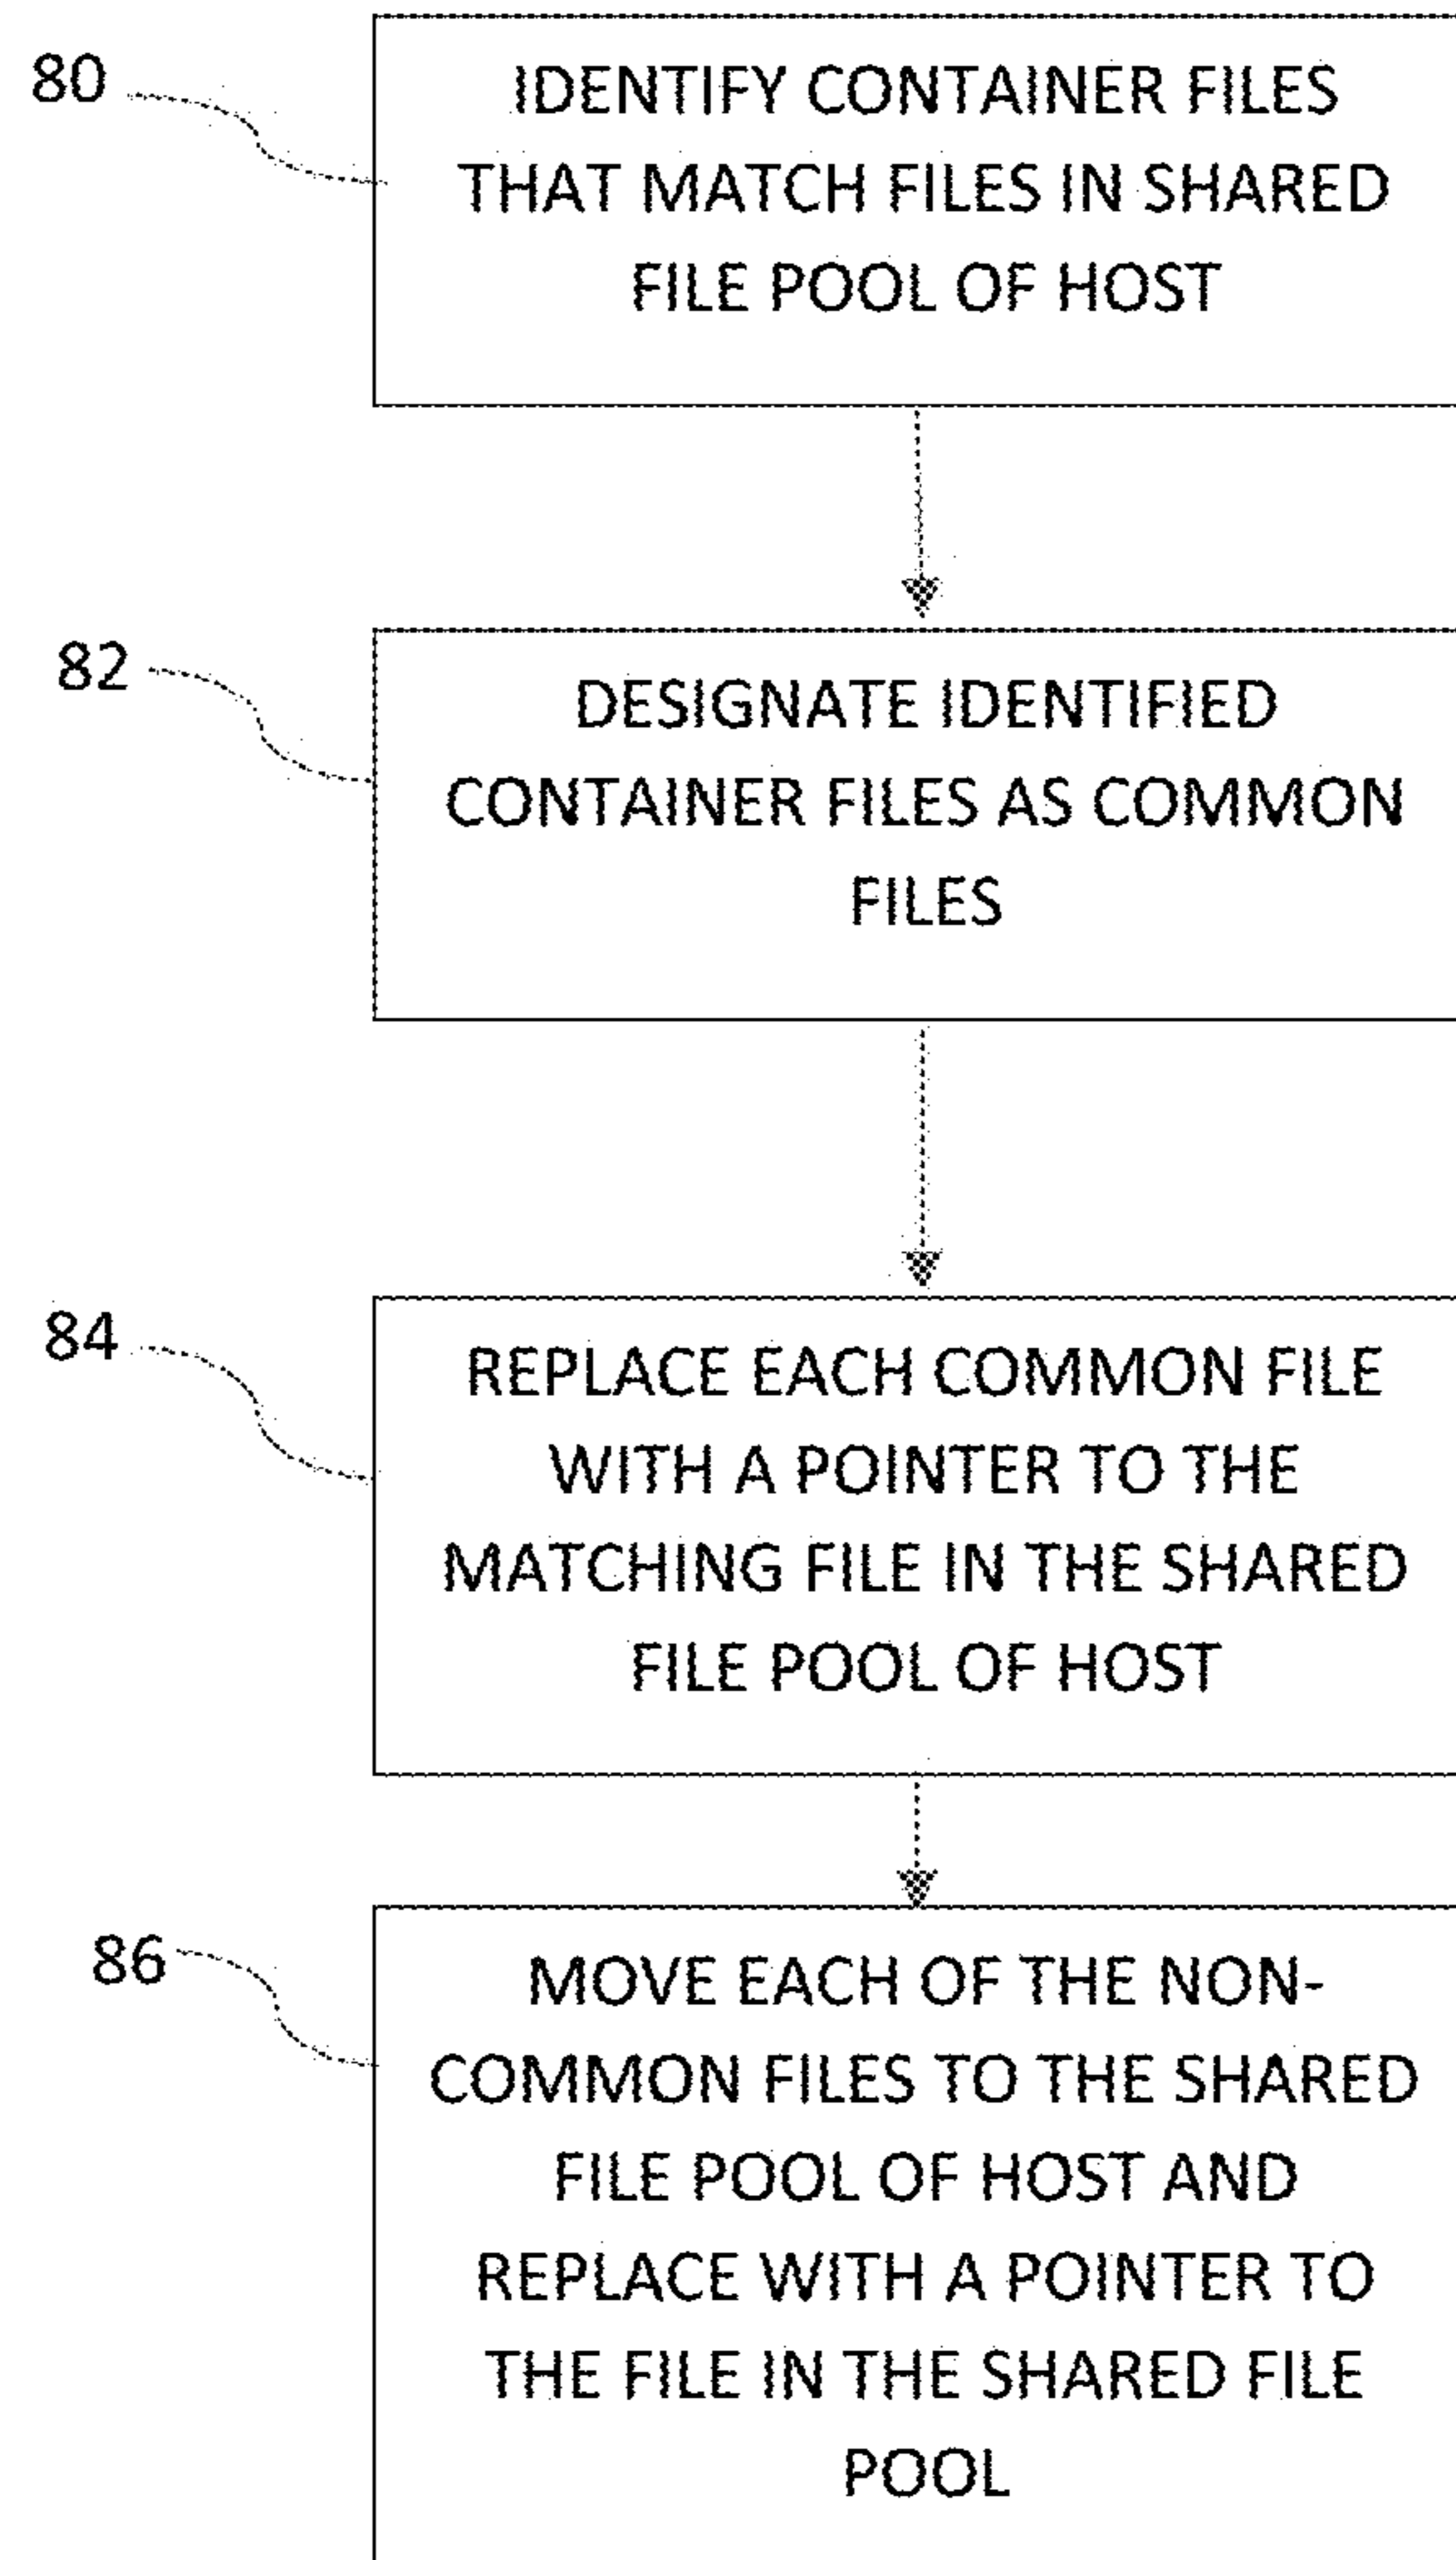 80
IDENTIFY CONTAINER FILES
THAT MATCH FILES IN SHARED
FILE POOL OF HOST
82
DESIGNATE IDENTIFIED
CONTAINER FILES AS COMMON
FILES
84
REPLACE EACH COMMON FILE
WITH A POINTER TO THE
MATCHING FILE IN THE SHARED
FILE POOL OF HOST
86
MOVE EACH OF THE NON-
COMMON FILES TO THE SHARED
FILE POOL OF HOST AND
REPLACE WITH A POINTER TO
THE FILE IN THE SHARED FILE
POOL